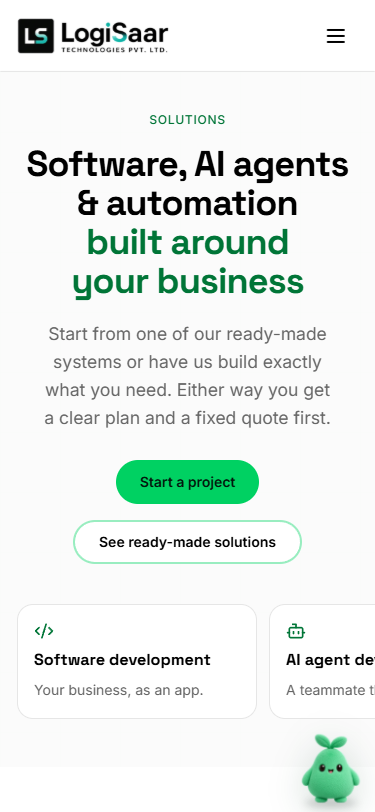 LS LogiSaar
TECHNOLOGIES PVT. LTD.
SOLUTIONS
Software, AI agents
& automation
built around
your business
Start from one of our ready-made
systems or have us build exactly
what you need. Either way you get
a clear plan and a fixed quote first.
Start a project
See ready-made solutions
Software development
Your business, as an app.
AI agent de
A teammate t